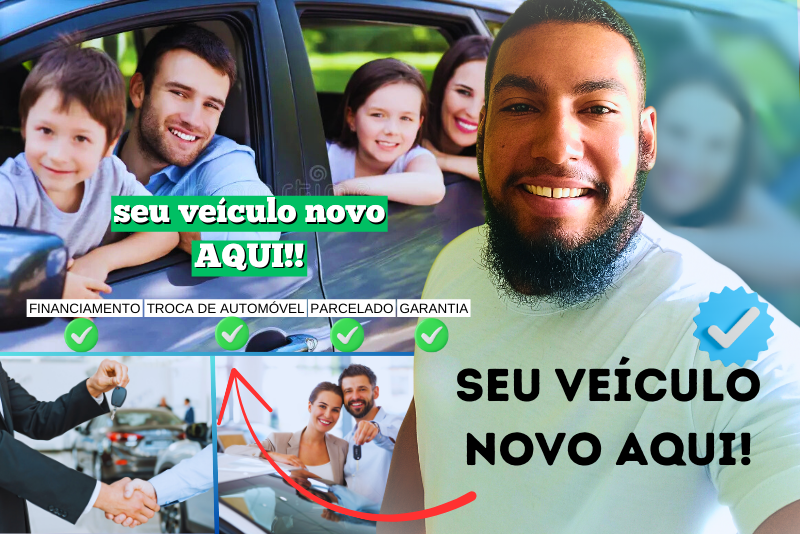 seu veículo novo
AQUI!!
FINANCIAMENTO TROCA DE AUTOMÓVEL PARCELADO GARANTIA
SEU VEÍCULO
NOVO AQUI!